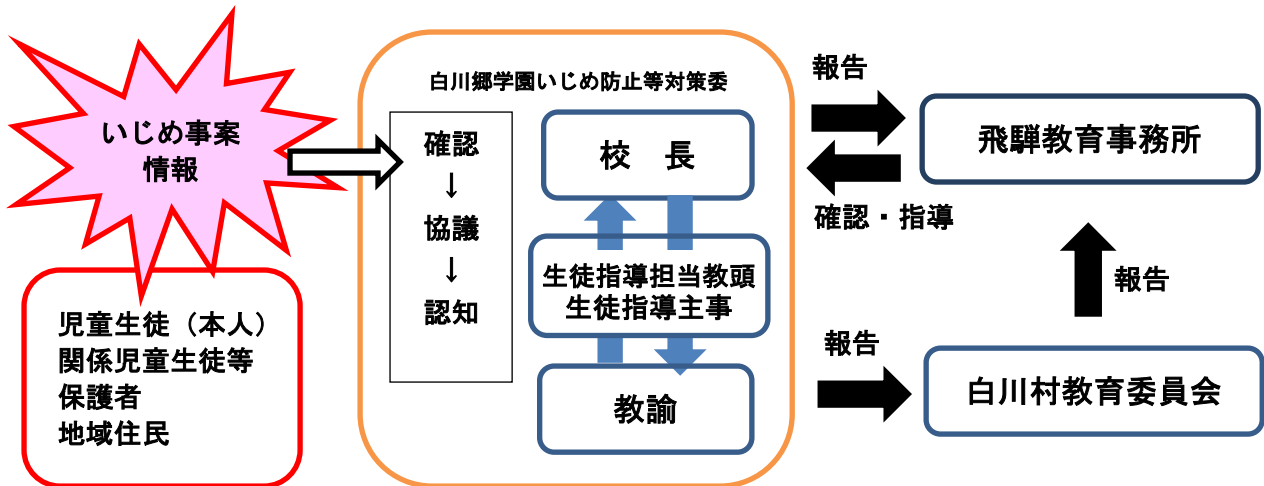 いじめ事案
情報
児童生徒（本人）
関係児童生徒等
保護者
地域住民
白川郷学園いじめ防止等対策委
確認
↓
協議
↓
認知
校　長
生徒指導担当教頭
生徒指導主事
教諭
報告
飛騨教育事務所
確認・指導
報告
報告
白川村教育委員会